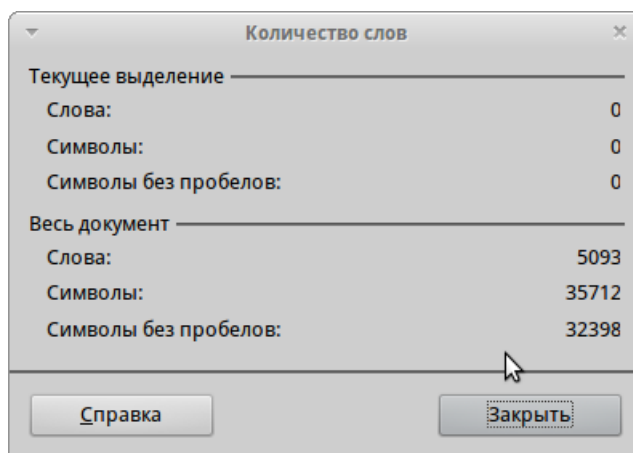 Количество слов
Текущее выделение
Слова: 0
Символы: 0
Символы без пробелов: 0
Весь документ
Слова: 5093
Символы: 35712
Символы без пробелов: 32398
Справка Закрыть